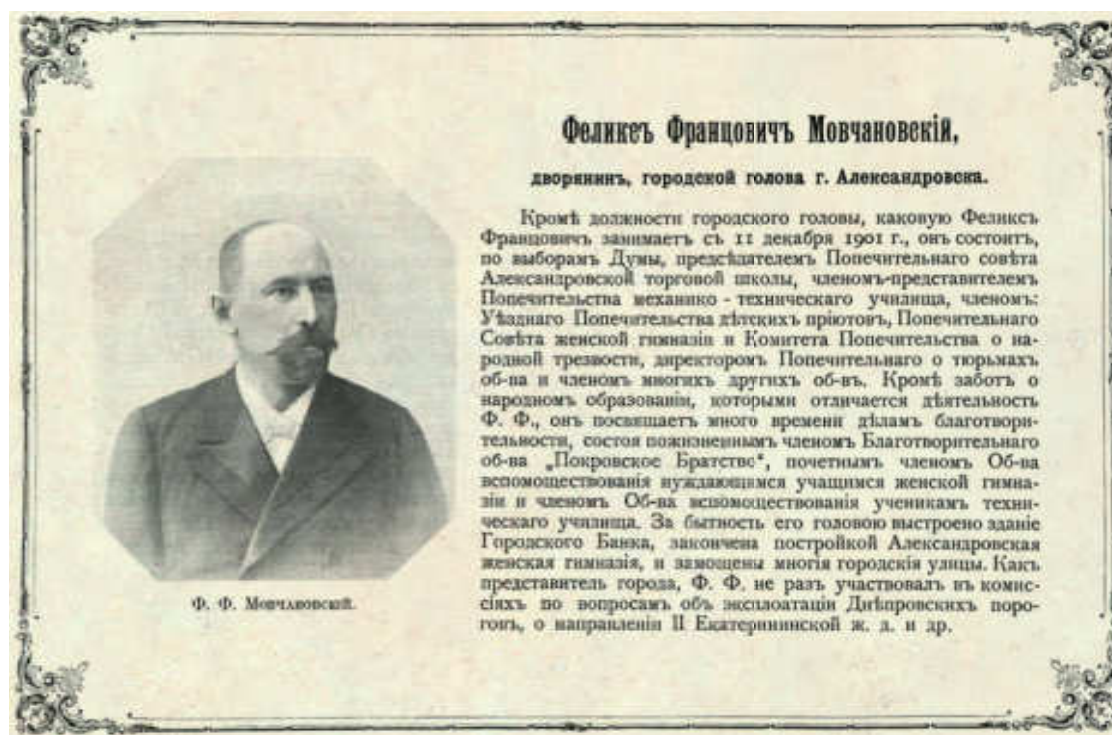 Феликсъ Францовичъ Мовчановскій,
дворянинъ, городской голова г. Александровска.
Кромѣ должности городского головы, каковую Феликсъ
Францовичъ занимаетъ съ 11 декабря 1901 г., онъ состоитъ,
по выборамъ Думы, предсѣдателемъ Попечительнаго совѣта
Александровской торговой школы, членомъ-представителемъ
Попечительства механико-техническаго училища, членомъ:
Уѣзднаго Попечительства дѣтскихъ пріютовъ, Попечительнаго
Совѣта женской гимназіи и Комитета Попечительства о на-
родной трезвости, директоромъ Попечительнаго о тюрьмахъ
об-ва и членомъ многихъ другихъ об-въ. Кромѣ заботъ о
народномъ образованіи, которыми отличается дѣятельность
Ф. Ф., онъ посвящаетъ много времени дѣламъ благотвори-
тельности, состоя пожизненнымъ членомъ Благотворительнаго
об-ва „Покровское Братство“, почетнымъ членомъ Об-ва
вспомоществованія нуждающимся учащимся женской гимна-
зіи и членомъ Об-ва вспомоществованія ученикамъ техни-
ческаго училища. За бытность его головою выстроено зданіе
Городского Банка, закончена постройкой Александровская
женская гимназія, и замощены многія городскія улицы. Какъ
представитель города, Ф. Ф. не разъ участвовалъ въ комис-
сіяхъ по вопросамъ объ эксплоатаціи Днѣпровскихъ поро-
говъ, о направленіи II Екатерининской ж. д. и др.
Ф. Ф. Мовчановскій.